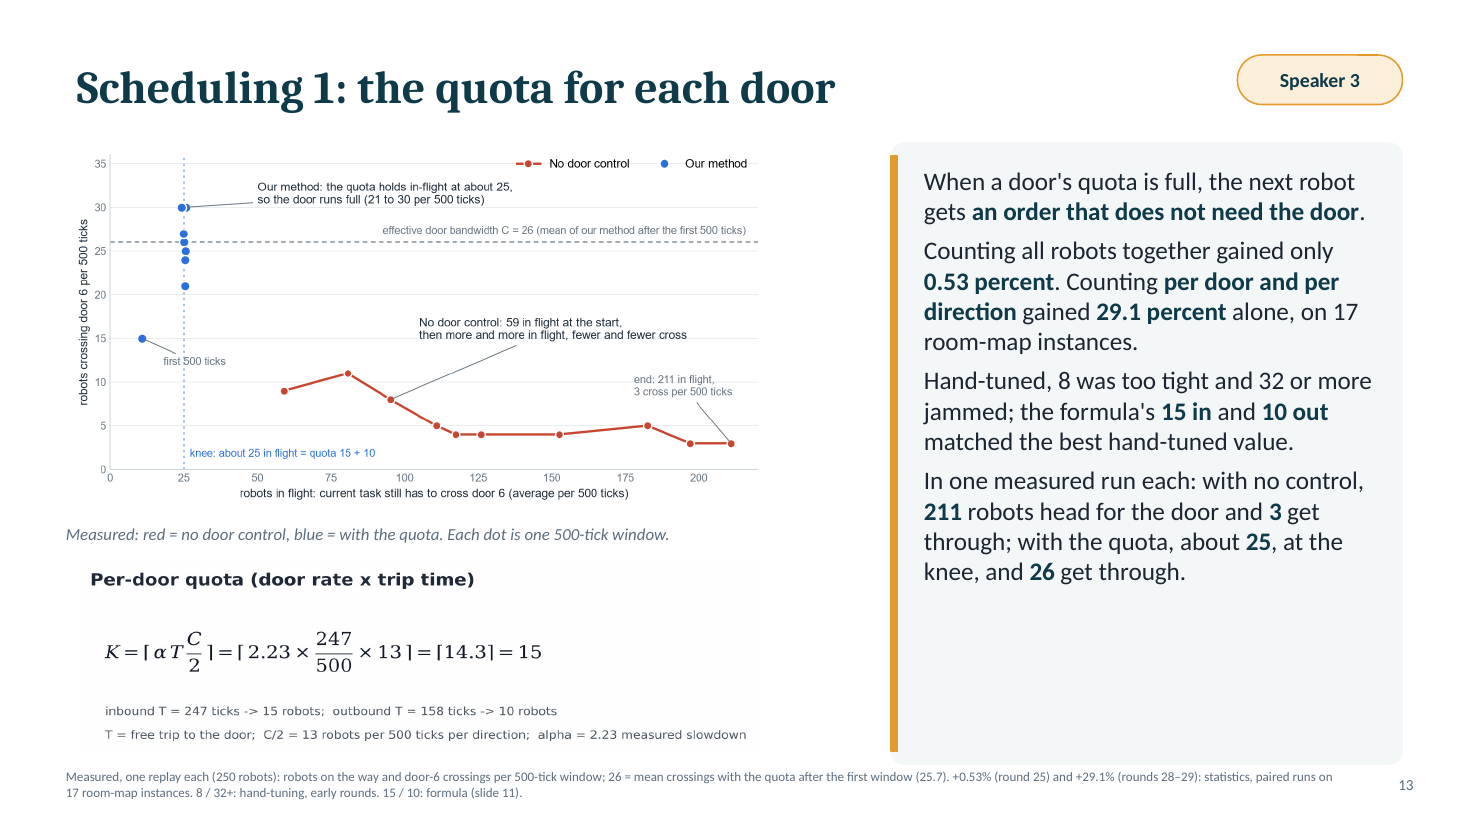 Scheduling 1: the quota for each door
Speaker 3
35
30
25
20
15
10
5
0
0
25
50
75
100
125
150
175
200
robots crossing door 6 per 500 ticks
robots in flight: current task still has to cross door 6 (average per 500 ticks)
No door control
Our method
Our method: the quota holds in-flight at about 25,
so the door runs full (21 to 30 per 500 ticks)
effective door bandwidth C = 26 (mean of our method after the first 500 ticks)
No door control: 59 in flight at the start,
then more and more in flight, fewer and fewer cross
first 500 ticks
end: 211 in flight,
3 cross per 500 ticks
knee: about 25 in flight = quota 15 + 10
Measured: red = no door control, blue = with the quota. Each dot is one 500-tick window.
Per-door quota (door rate x trip time)
K = ⌈ α T C/2 ⌉ = ⌈ 2.23 × 247/500 × 13 ⌉ = ⌈14.3⌉ = 15
inbound T = 247 ticks -> 15 robots; outbound T = 158 ticks -> 10 robots
T = free trip to the door; C/2 = 13 robots per 500 ticks per direction; alpha = 2.23 measured slowdown
When a door's quota is full, the next robot
gets an order that does not need the door.
Counting all robots together gained only
0.53 percent. Counting per door and per
direction gained 29.1 percent alone, on 17
room-map instances.
Hand-tuned, 8 was too tight and 32 or more
jammed; the formula's 15 in and 10 out
matched the best hand-tuned value.
In one measured run each: with no control,
211 robots head for the door and 3 get
through; with the quota, about 25, at the
knee, and 26 get through.
Measured, one replay each (250 robots): robots on the way and door-6 crossings per 500-tick window; 26 = mean crossings with the quota after the first window (25.7). +0.53% (round 25) and +29.1% (rounds 28–29): statistics, paired runs on
17 room-map instances. 8 / 32+: hand-tuning, early rounds. 15 / 10: formula (slide 11).
13